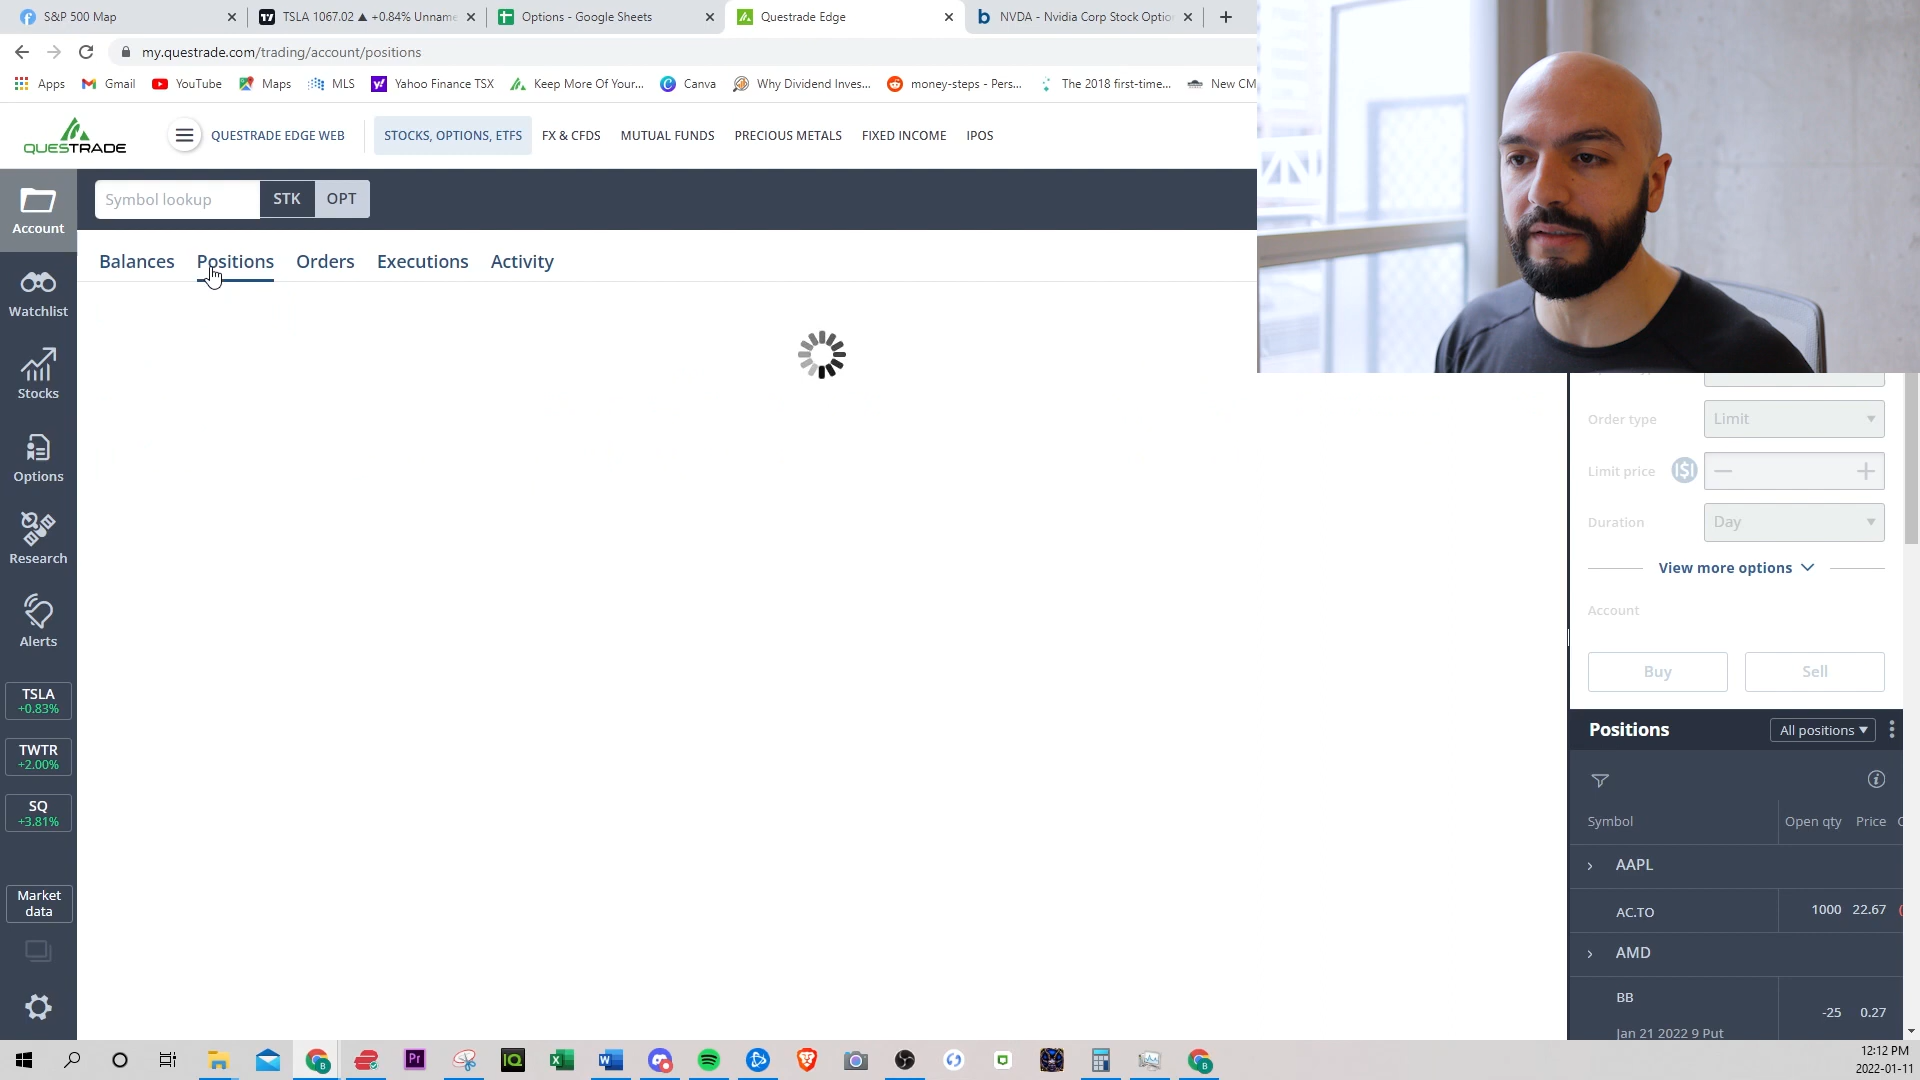 S&P 500 Map
TSLA 1067.02 ▲ +0.84% Unname
Options - Google Sheets
Questrade Edge
NVDA - Nvidia Corp Stock Optio
my.questrade.com/trading/account/positions
Apps
Gmail
YouTube
Maps
MLS
Yahoo Finance TSX
Keep More Of Your...
Canva
Why Dividend Inves...
money-steps - Pers...
The 2018 first-time...
New CM
QUESTRADE
QUESTRADE EDGE WEB
STOCKS, OPTIONS, ETFS
FX & CFDS
MUTUAL FUNDS
PRECIOUS METALS
FIXED INCOME
IPOS
Account
Symbol lookup
STK
OPT
Balances
Positions
Orders
Executions
Activity
Watchlist
Stocks
Options
Research
Alerts
TSLA
+0.83%
TWTR
+2.00%
SQ
+3.81%
Market
data
Order type
Limit
Limit price
Duration
Day
View more options
Account
Buy
Sell
Positions
All positions
Symbol
Open qty
Price
AAPL
AC.TO
1000
22.67
AMD
BB
Jan 21 2022 9 Put
-25
0.27
12:12 PM
2022-01-11